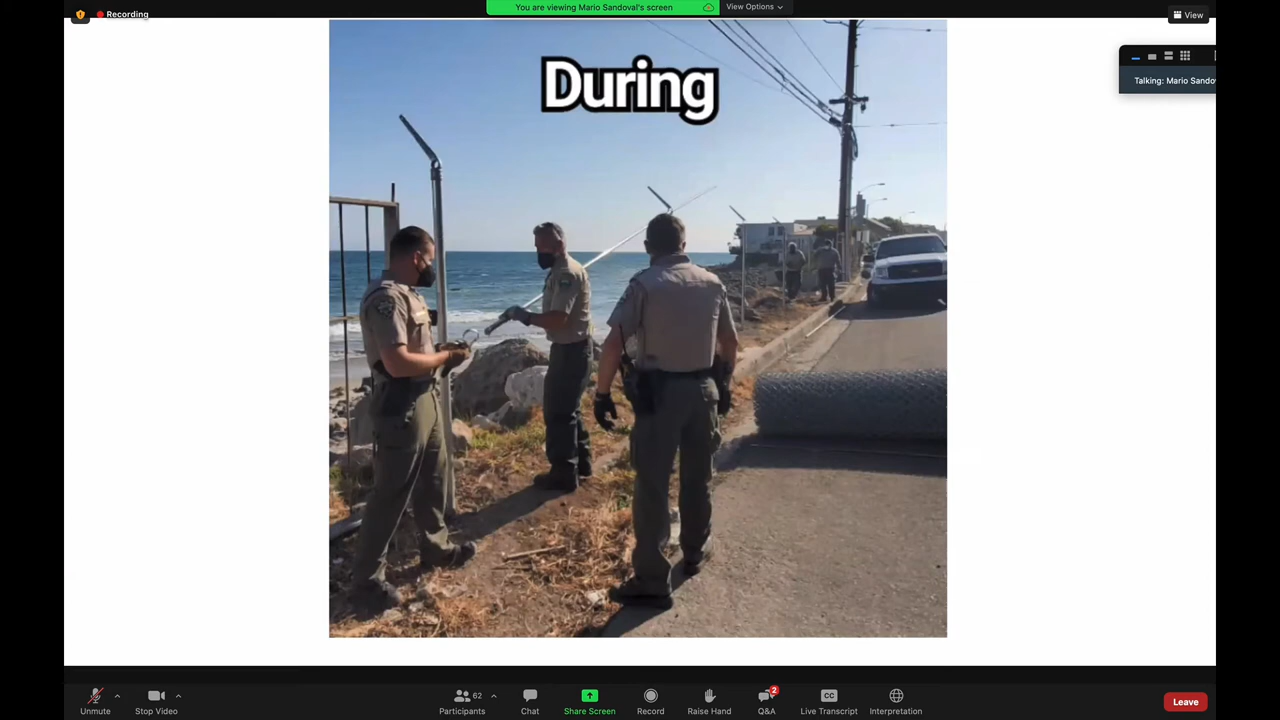 Recording
You are viewing Mario Sandoval's screen
View Options
View
During
Talking: Mario Sando
Unmute
Stop Video
62
Participants
Chat
Share Screen
Record
Raise Hand
2
Q&A
CC
Live Transcript
Interpretation
Leave